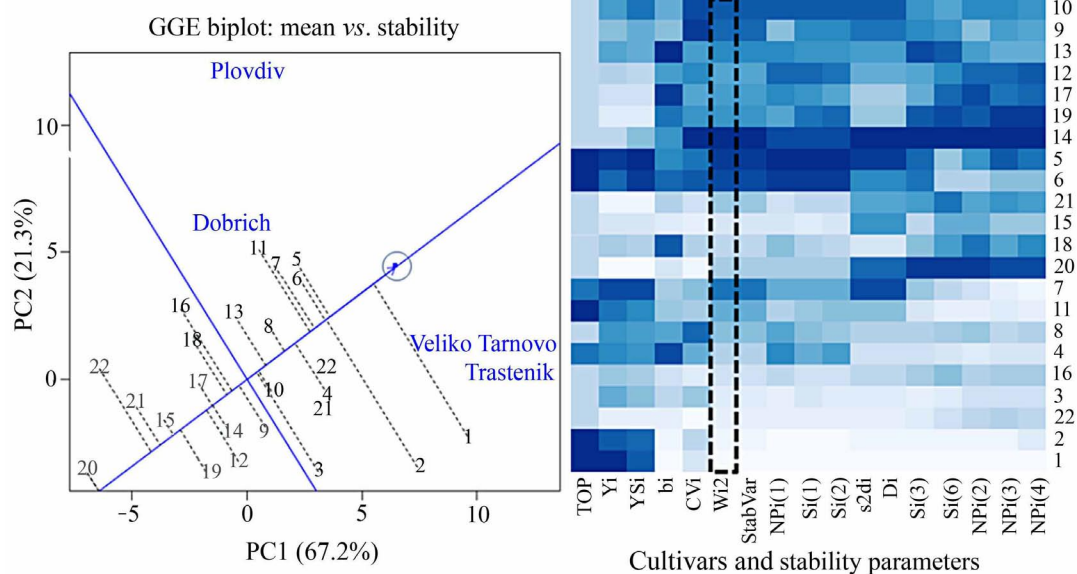 GGE biplot: mean vs. stability
Plovdiv
Dobrich
Veliko Tarnovo
Trastenik
PC2 (21.3%)
10
5
0
−5
0
5
10
PC1 (67.2%)
11
7
5
6
16
13
8
18
22
22
17
10
4
21
21
15
14
9
1
20
19
12
3
2
10
9
13
12
17
19
14
5
6
21
15
18
20
7
11
8
4
16
3
22
2
1
TOP
Yi
YSi
bi
CVi
Wi2
StabVar
NPi(1)
Si(1)
Si(2)
s2di
Di
Si(3)
Si(6)
NPi(2)
NPi(3)
NPi(4)
Cultivars and stability parameters